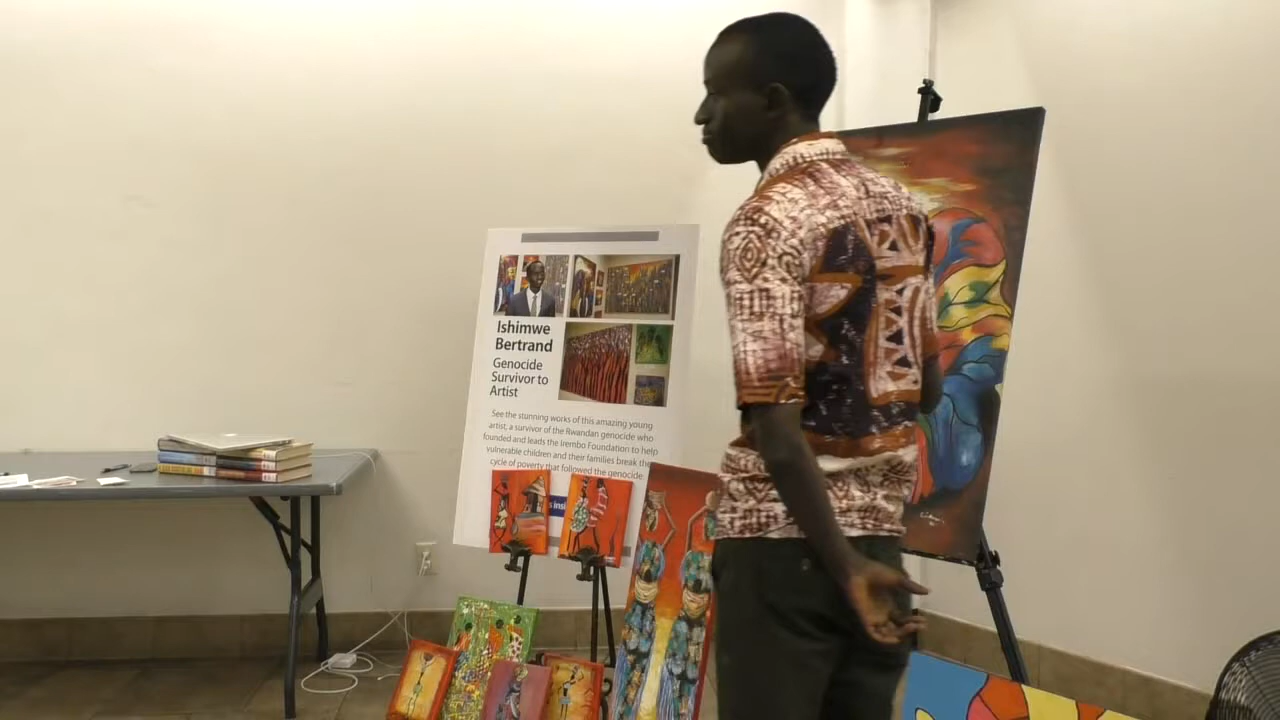 Ishimwe
Bertrand
Genocide
Survivor to
Artist
See the stunning works of this amazing young
artist, a survivor of the Rwandan genocide who
founded and leads the Irembo Foundation to help
vulnerable children and their families break the
cycle of poverty that followed the genocide